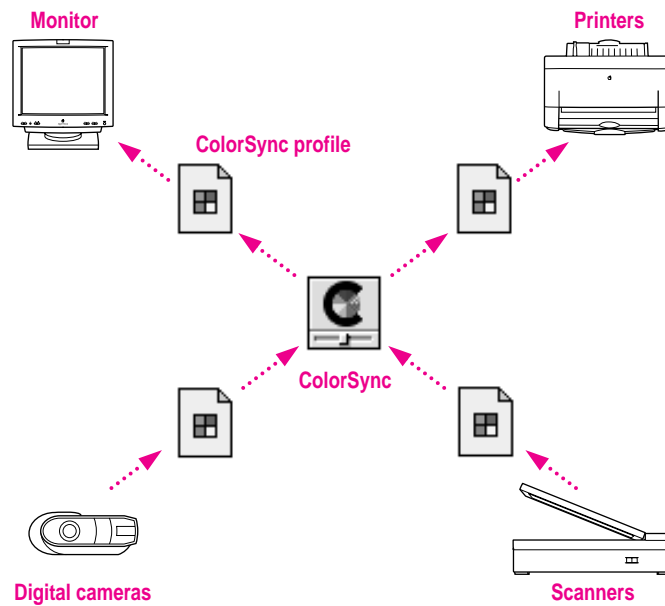 Monitor
Printers
ColorSync profile
ColorSync
Digital cameras
Scanners